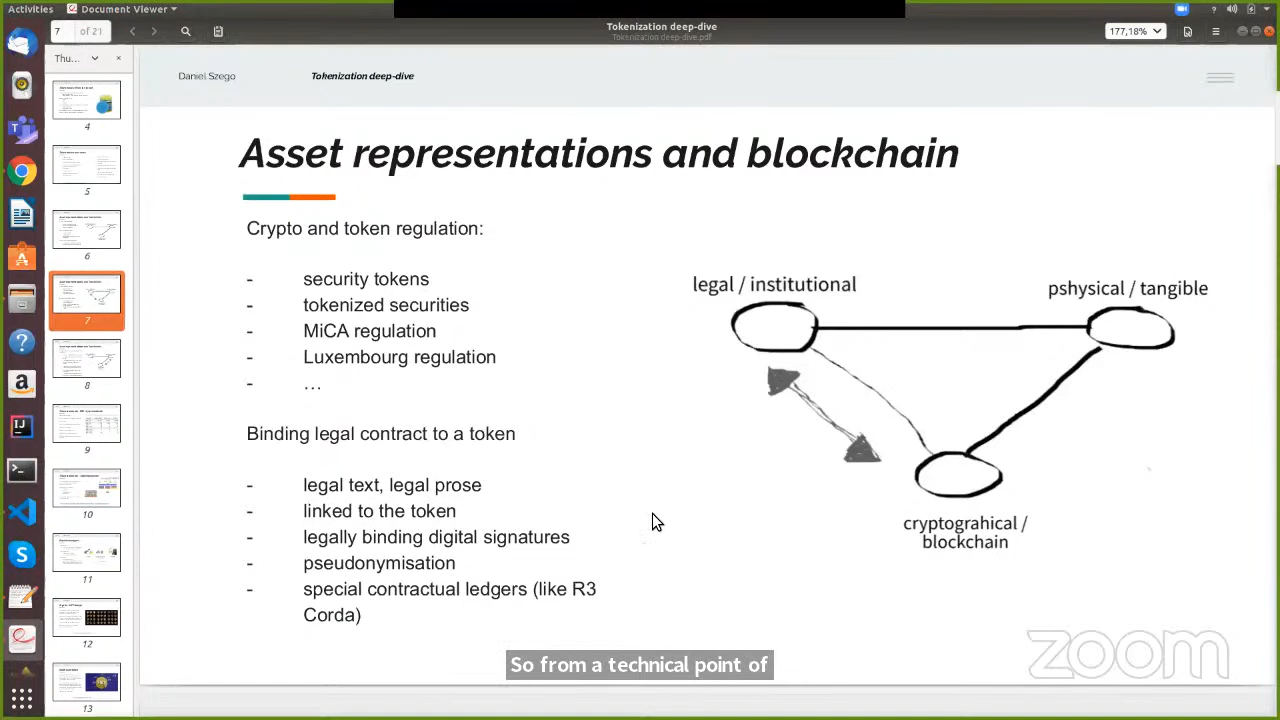 Activities Document Viewer
7 of 21
Tokenization deep-dive
Tokenization deep-dive.pdf
177,18%
Thu...
4
5
6
7
8
9
10
11
12
13
Daniel Szego Tokenization deep-dive
Asset representations and blockchain
Crypto and token regulation:
- security tokens
- tokenized securities
- MiCA regulation
- Luxembourg regulation
- ...
Binding legal contract to a token
- legal text, legal prose
- linked to the token
- legally binding digital signatures
- pseudonymisation
- special contractual ledgers (like R3
Corda)
legal / institutional
pshysical / tangible
cryptograhical /
blockchain
So from a technical point of
zoom